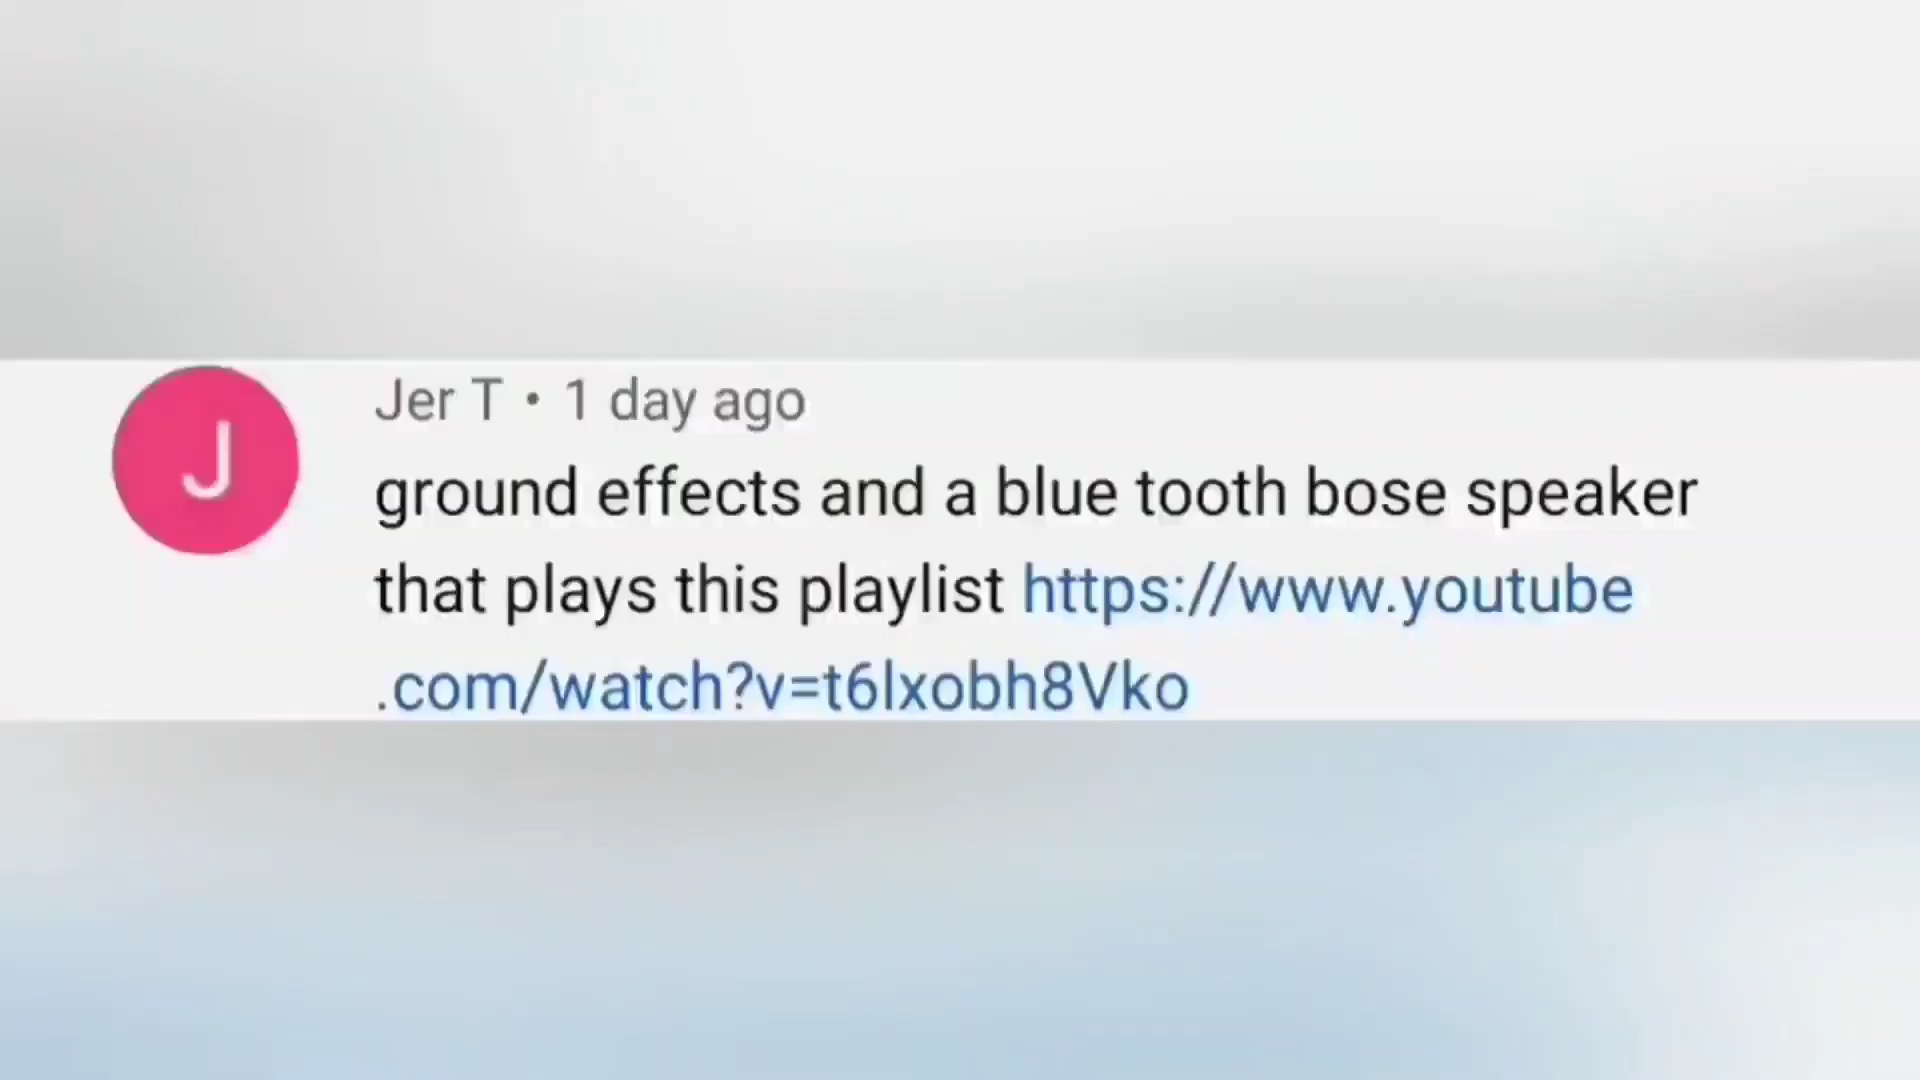 J
Jer T • 1 day ago
ground effects and a blue tooth bose speaker
that plays this playlist https://www.youtube
.com/watch?v=t6lxobh8Vko